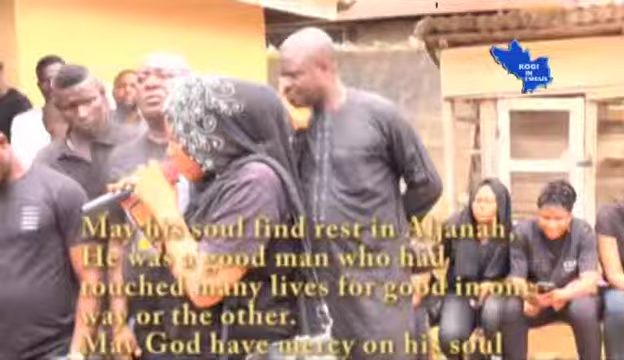 KOGI
IN
FOCUS
May his soul find rest in Aljanah,
He was a good man who had
touched many lives for good in one
way or the other.
May God have mercy on his soul